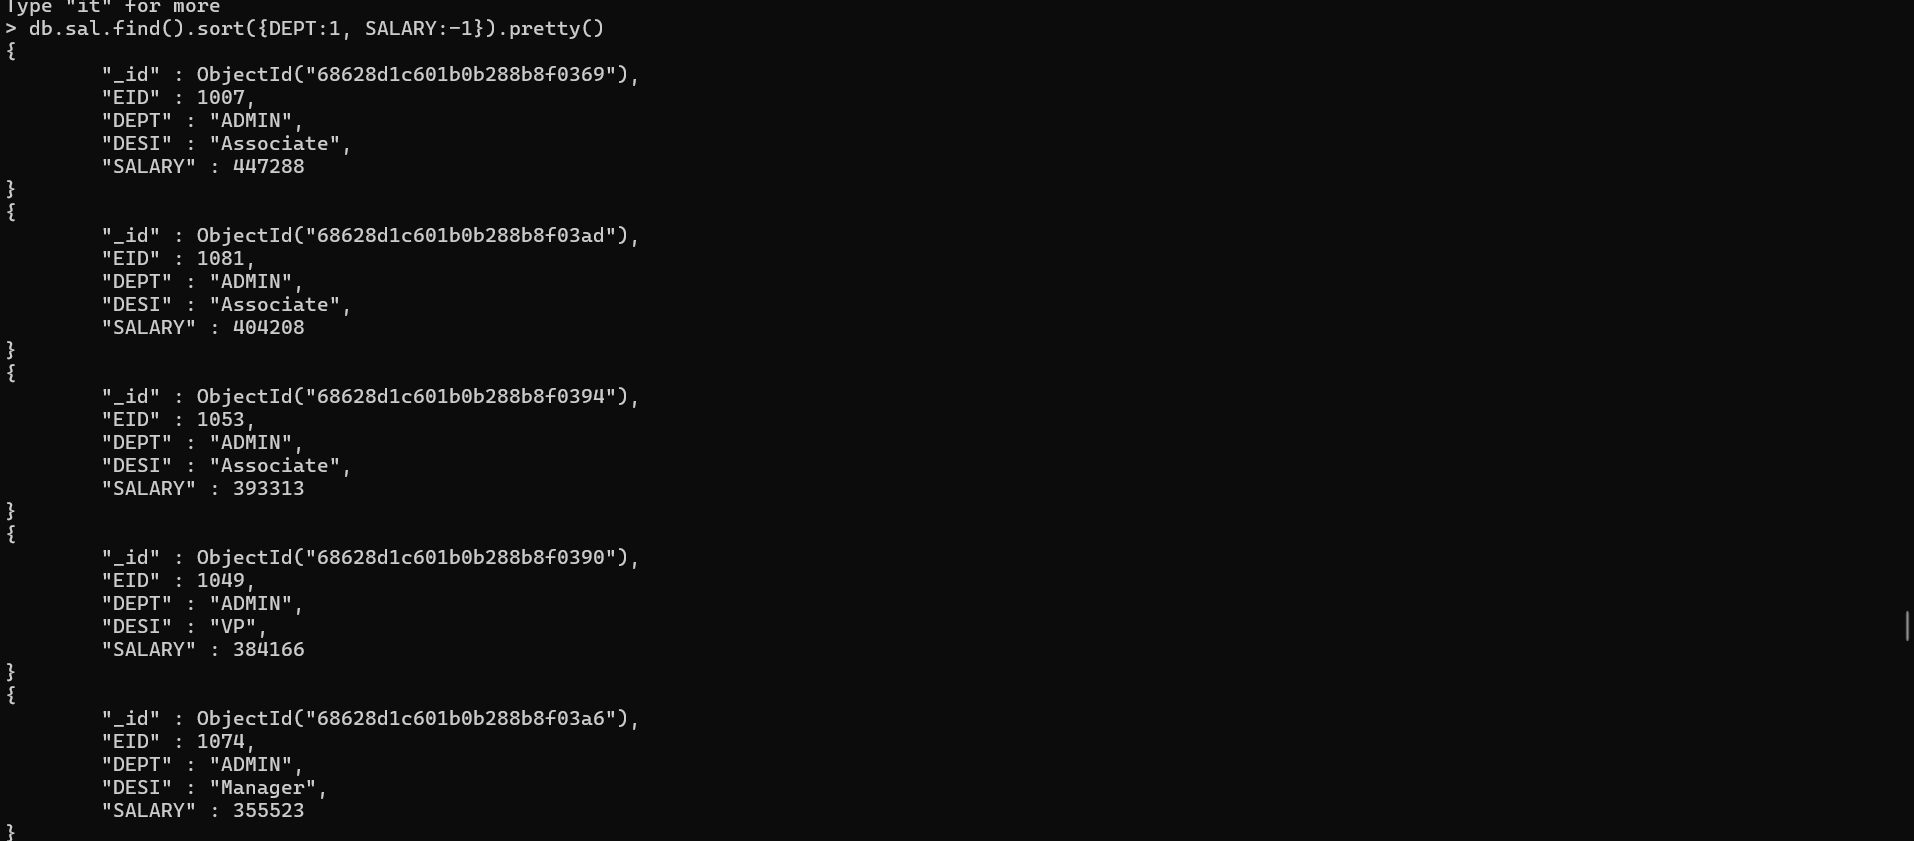 Type "it" for more
> db.sal.find().sort({DEPT:1, SALARY:-1}).pretty()
{
"_id" : ObjectId("68628d1c601b0b288b8f0369"),
"EID" : 1007,
"DEPT" : "ADMIN",
"DESI" : "Associate",
"SALARY" : 447288
}
{
"_id" : ObjectId("68628d1c601b0b288b8f03ad"),
"EID" : 1081,
"DEPT" : "ADMIN",
"DESI" : "Associate",
"SALARY" : 404208
}
{
"_id" : ObjectId("68628d1c601b0b288b8f0394"),
"EID" : 1053,
"DEPT" : "ADMIN",
"DESI" : "Associate",
"SALARY" : 393313
}
{
"_id" : ObjectId("68628d1c601b0b288b8f0390"),
"EID" : 1049,
"DEPT" : "ADMIN",
"DESI" : "VP",
"SALARY" : 384166
}
{
"_id" : ObjectId("68628d1c601b0b288b8f03a6"),
"EID" : 1074,
"DEPT" : "ADMIN",
"DESI" : "Manager",
"SALARY" : 355523
}